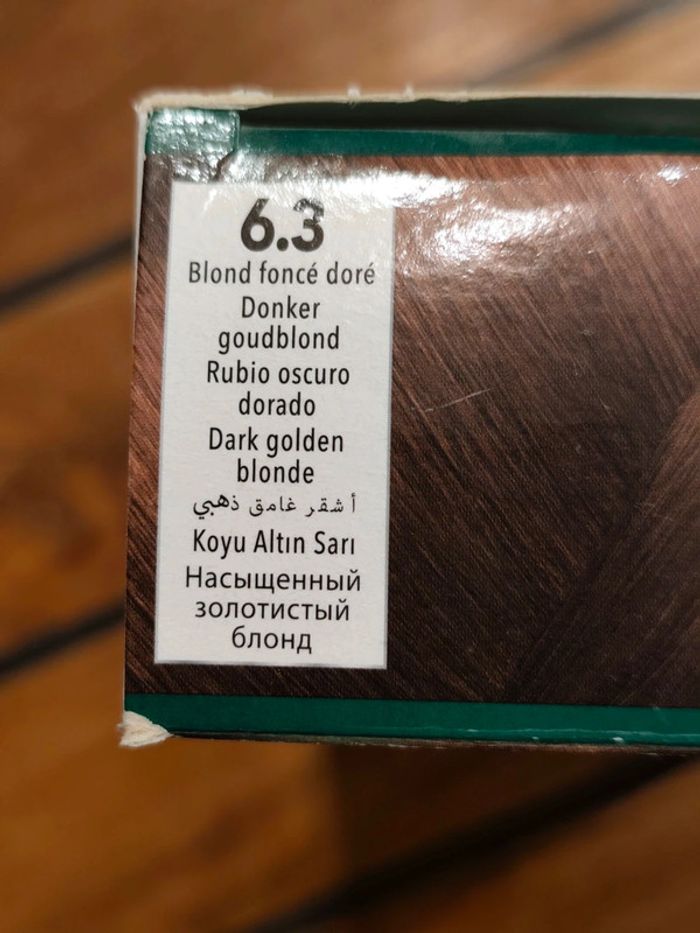 6.3
Blond foncé doré
Donker
goudblond
Rubio oscuro
dorado
Dark golden
blonde
أشقر غامق ذهبي
Koyu Altın Sarı
Насыщенный
золотистый
блонд